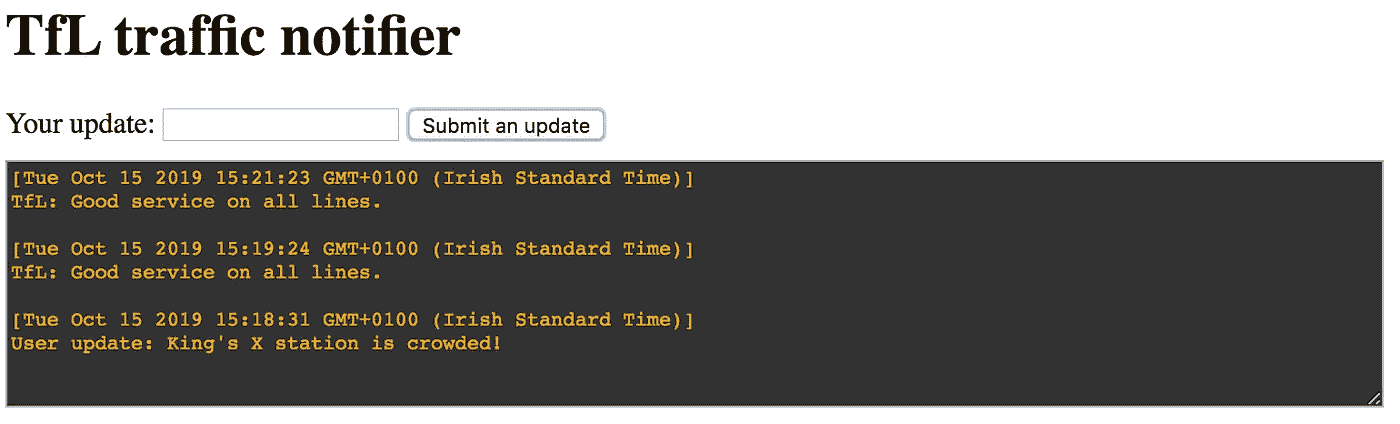 TfL traffic notifier
Your update: Submit an update
[Tue Oct 15 2019 15:21:23 GMT+0100 (Irish Standard Time)]
TfL: Good service on all lines.
[Tue Oct 15 2019 15:19:24 GMT+0100 (Irish Standard Time)]
TfL: Good service on all lines.
[Tue Oct 15 2019 15:18:31 GMT+0100 (Irish Standard Time)]
User update: King's X station is crowded!